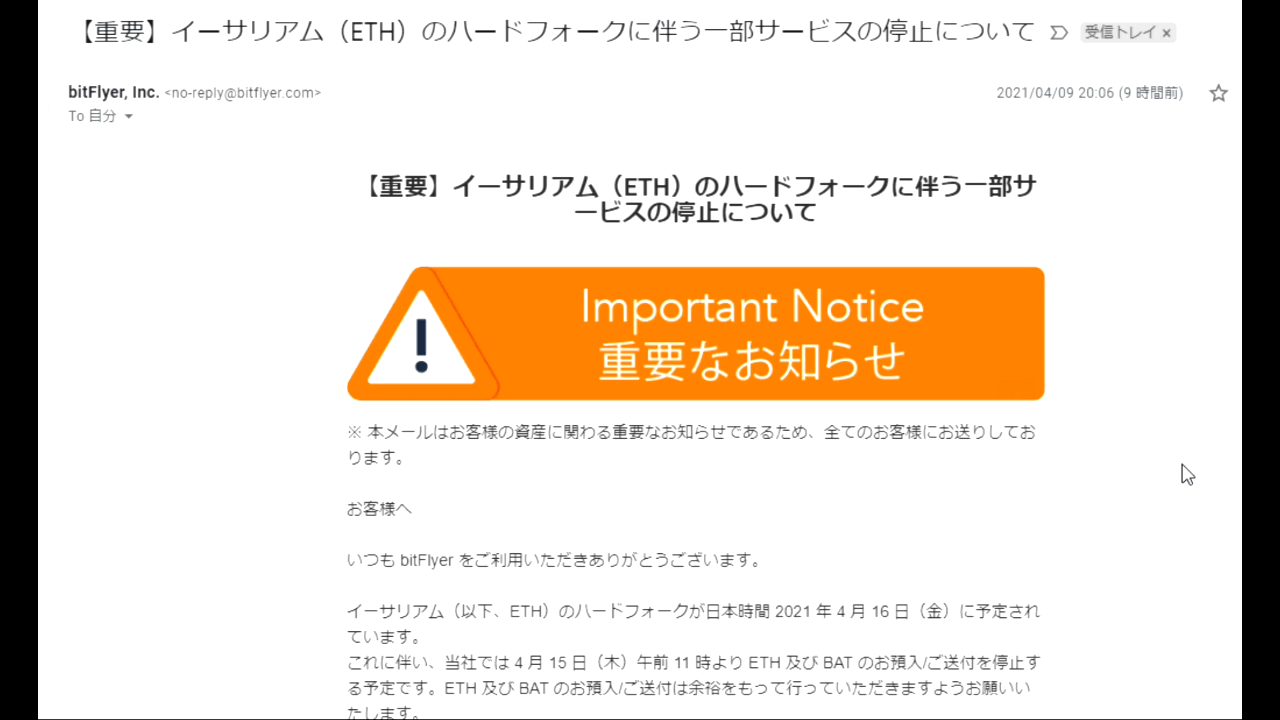 【重要】イーサリアム（ETH）のハードフォークに伴う一部サービスの停止について
受信トレイ ×
bitFlyer, Inc. <no-reply@bitflyer.com>
2021/04/09 20:06 (9 時間前)
To 自分
【重要】イーサリアム（ETH）のハードフォークに伴う一部サ
ービスの停止について
Important Notice
重要なお知らせ
※ 本メールはお客様の資産に関わる重要なお知らせであるため、全てのお客様にお送りしてお
ります。
お客様へ
いつも bitFlyer をご利用いただきありがとうございます。
イーサリアム（以下、ETH）のハードフォークが日本時間 2021 年 4 月 16 日（金）に予定され
ています。
これに伴い、当社では 4 月 15 日（木）午前 11 時より ETH 及び BAT のお預入/ご送付を停止す
る予定です。ETH 及び BAT のお預入/ご送付は余裕をもって行っていただきますようお願いい
たします。